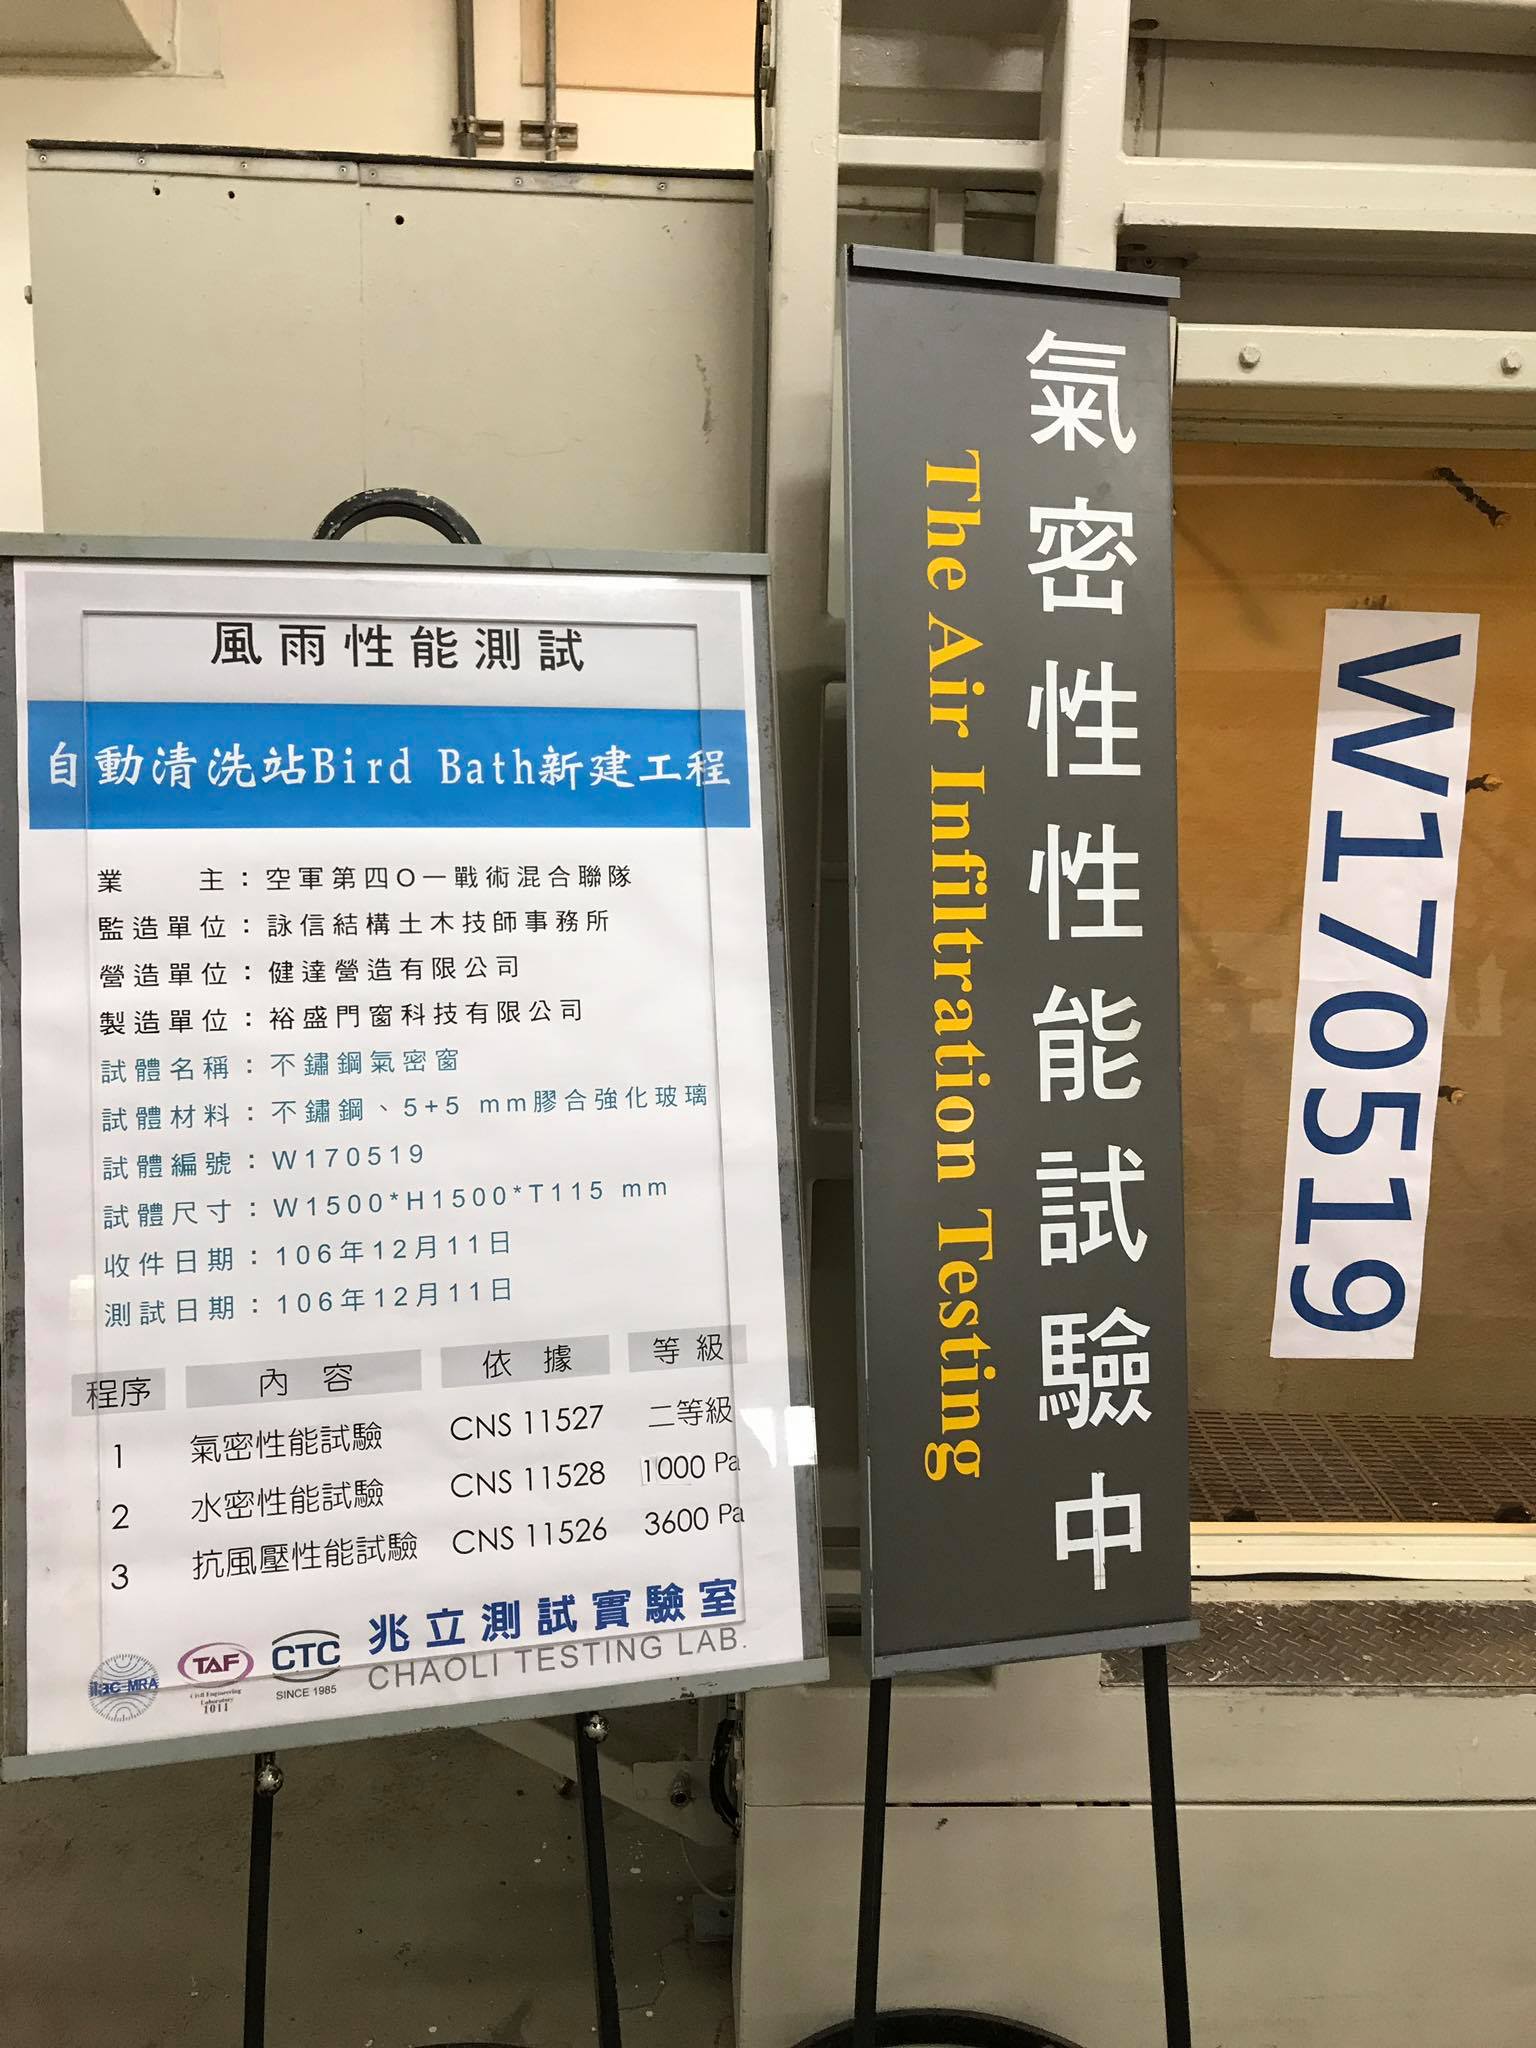 風雨性能測試
自動清洗站Bird Bath新建工程
業主：空軍第四O一戰術混合聯隊
監造單位：詠信結構土木技師事務所
營造單位：健達營造有限公司
製造單位：裕盛門窗科技有限公司
試體名稱：不鏽鋼氣密窗
試體材料：不鏽鋼、5+5 mm膠合強化玻璃
試體編號：W170519
試體尺寸：W1500*H1500*T115 mm
收件日期：106年12月11日
測試日期：106年12月11日
程序 內容 依據 等級
1 氣密性能試驗 CNS 11527 二等級
2 水密性能試驗 CNS 11528 1000 Pa
3 抗風壓性能試驗 CNS 11526 3600 Pa
ilac-MRA
TAF
Civil Engineering
Laboratory
1011
CTC
SINCE 1985
兆立測試實驗室
CHAOLI TESTING LAB.
氣密性性能試驗中
The Air Infiltration Testing
W170519